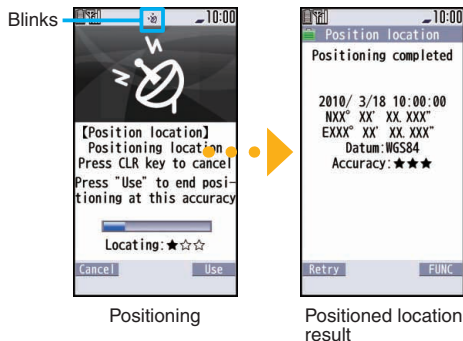 Blinks
10:00
【Position location】
Positioning location
Press CLR key to cancel
Press "Use" to end posi-
tioning at this accuracy
Locating:★☆☆
Cancel Use
Positioning
10:00
Position location
Positioning completed
2010/ 3/18 10:00:00
NXX° XX' XX.XXX"
EXXX° XX' XX.XXX"
Datum:WGS84
Accuracy:★★★
Retry FUNC
Positioned location
result